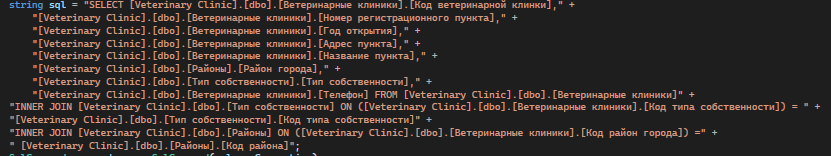 string sql = "SELECT [Veterinary Clinic].[dbo].[Ветеринарные клиники].[Код ветеринарной клинки]," +
"[Veterinary Clinic].[dbo].[Ветеринарные клиники].[Номер регистрационного пункта]," +
"[Veterinary Clinic].[dbo].[Ветеринарные клиники].[Год открытия]," +
"[Veterinary Clinic].[dbo].[Ветеринарные клиники].[Адрес пункта]," +
"[Veterinary Clinic].[dbo].[Ветеринарные клиники].[Название пункта]," +
"[Veterinary Clinic].[dbo].[Районы].[Район города]," +
"[Veterinary Clinic].[dbo].[Тип собственности].[Тип собственности]," +
"[Veterinary Clinic].[dbo].[Ветеринарные клиники].[Телефон] FROM [Veterinary Clinic].[dbo].[Ветеринарные клиники]" +
"INNER JOIN [Veterinary Clinic].[dbo].[Тип собственности] ON ([Veterinary Clinic].[dbo].[Ветеринарные клиники].[Код типа собственности]) = " +
"[Veterinary Clinic].[dbo].[Тип собственности].[Код типа собственности]" +
"INNER JOIN [Veterinary Clinic].[dbo].[Районы] ON ([Veterinary Clinic].[dbo].[Ветеринарные клиники].[Код район города]) =" +
" [Veterinary Clinic].[dbo].[Районы].[Код района]";